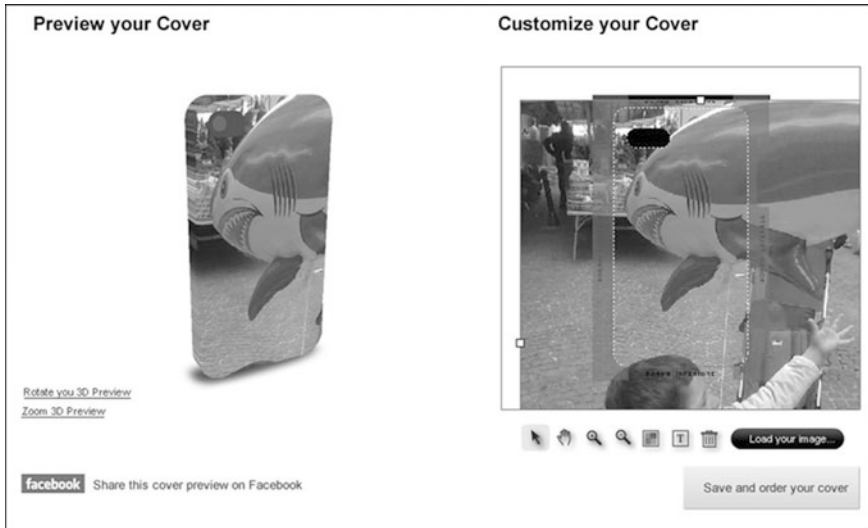 Preview your Cover
Customize your Cover
Rotate you 3D Preview
Zoom 3D Preview
T
Load your image...
facebook Share this cover preview on Facebook
Save and order your cover